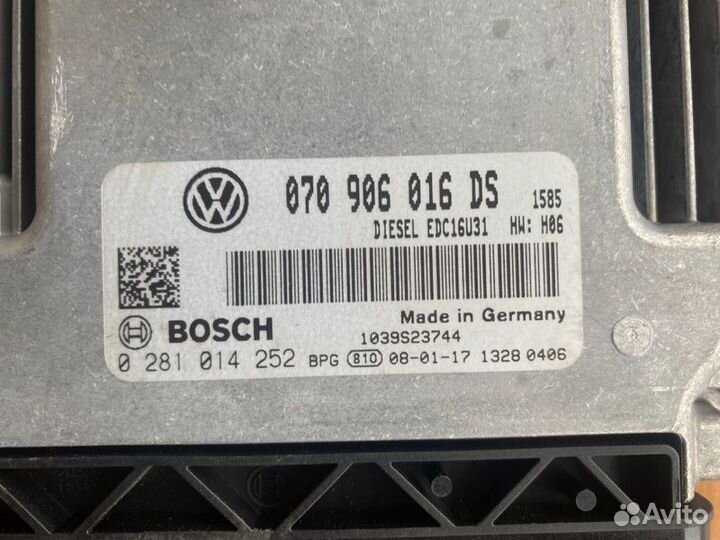 070 906 016 DS 1585
DIESEL EDC16U31 HW: H06
Made in Germany
BOSCH 1039S23744
0 281 014 252 BPG 810 08-01-17 1328 0406
Avito